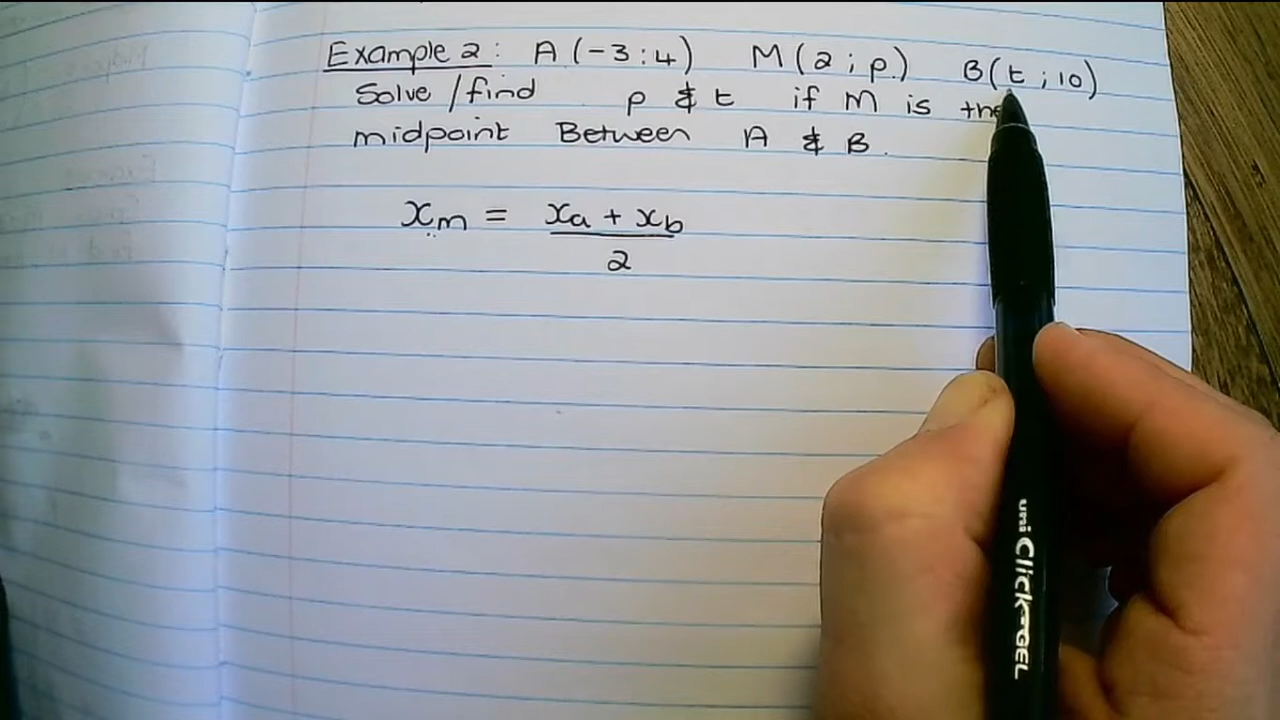 Example 2: A (-3 ; 4) M (2 ; p) B (t ; 10)
Solve / find p & t if M is the
midpoint Between A & B.
xm = xa + xb
2
uni Click-GEL